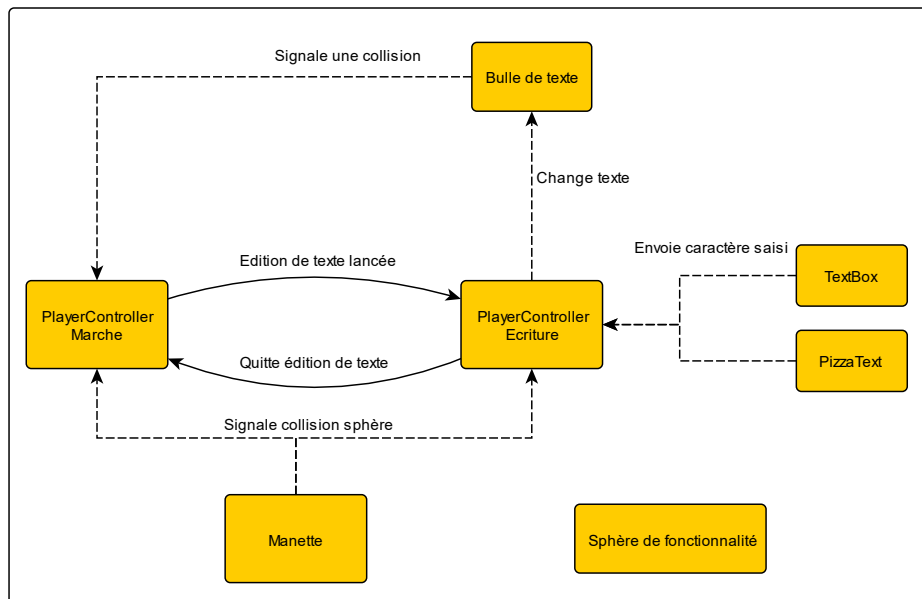 Signale une collision
Bulle de texte
Change texte
Envoie caractère saisi
Edition de texte lancée
TextBox
PlayerController
Marche
PlayerController
Ecriture
Quitte édition de texte
PizzaText
Signale collision sphère
Manette
Sphère de fonctionnalité